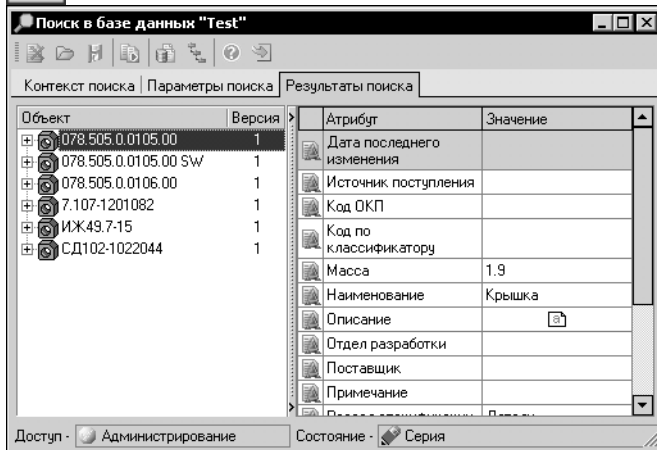 Поиск в базе данных "Test"
Контекст поиска Параметры поиска Результаты поиска
Объект Версия Атрибут Значение
078.505.0.0105.00 1
078.505.0.0105.00 SW 1
078.505.0.0106.00 1
7.107-1201082 1
ИЖ49.7-15 1
СД102-1022044 1
Дата последнего
изменения
Источник поступления
Код ОКП
Код по
классификатору
Масса 1.9
Наименование Крышка
Описание a
Отдел разработки
Поставщик
Примечание
Доступ - Администрирование Состояние - Серия